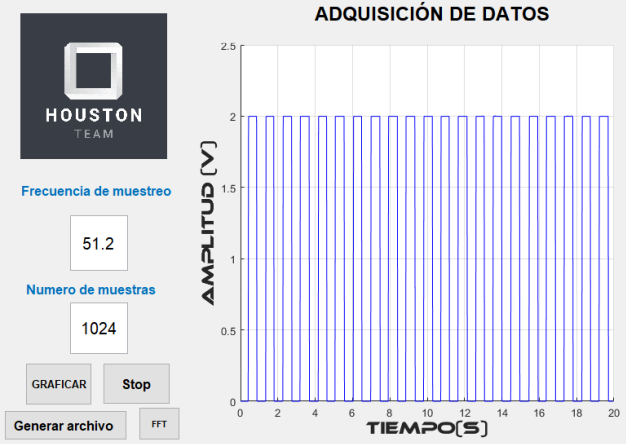 ADQUISICIÓN DE DATOS
HOUSTON
TEAM
Frecuencia de muestreo
51.2
Numero de muestras
1024
GRAFICAR
Stop
Generar archivo
FFT
AMPLITUD (V)
2.5
2
1.5
1
0.5
0
0 2 4 6 8 10 12 14 16 18 20
TIEMPO(S)